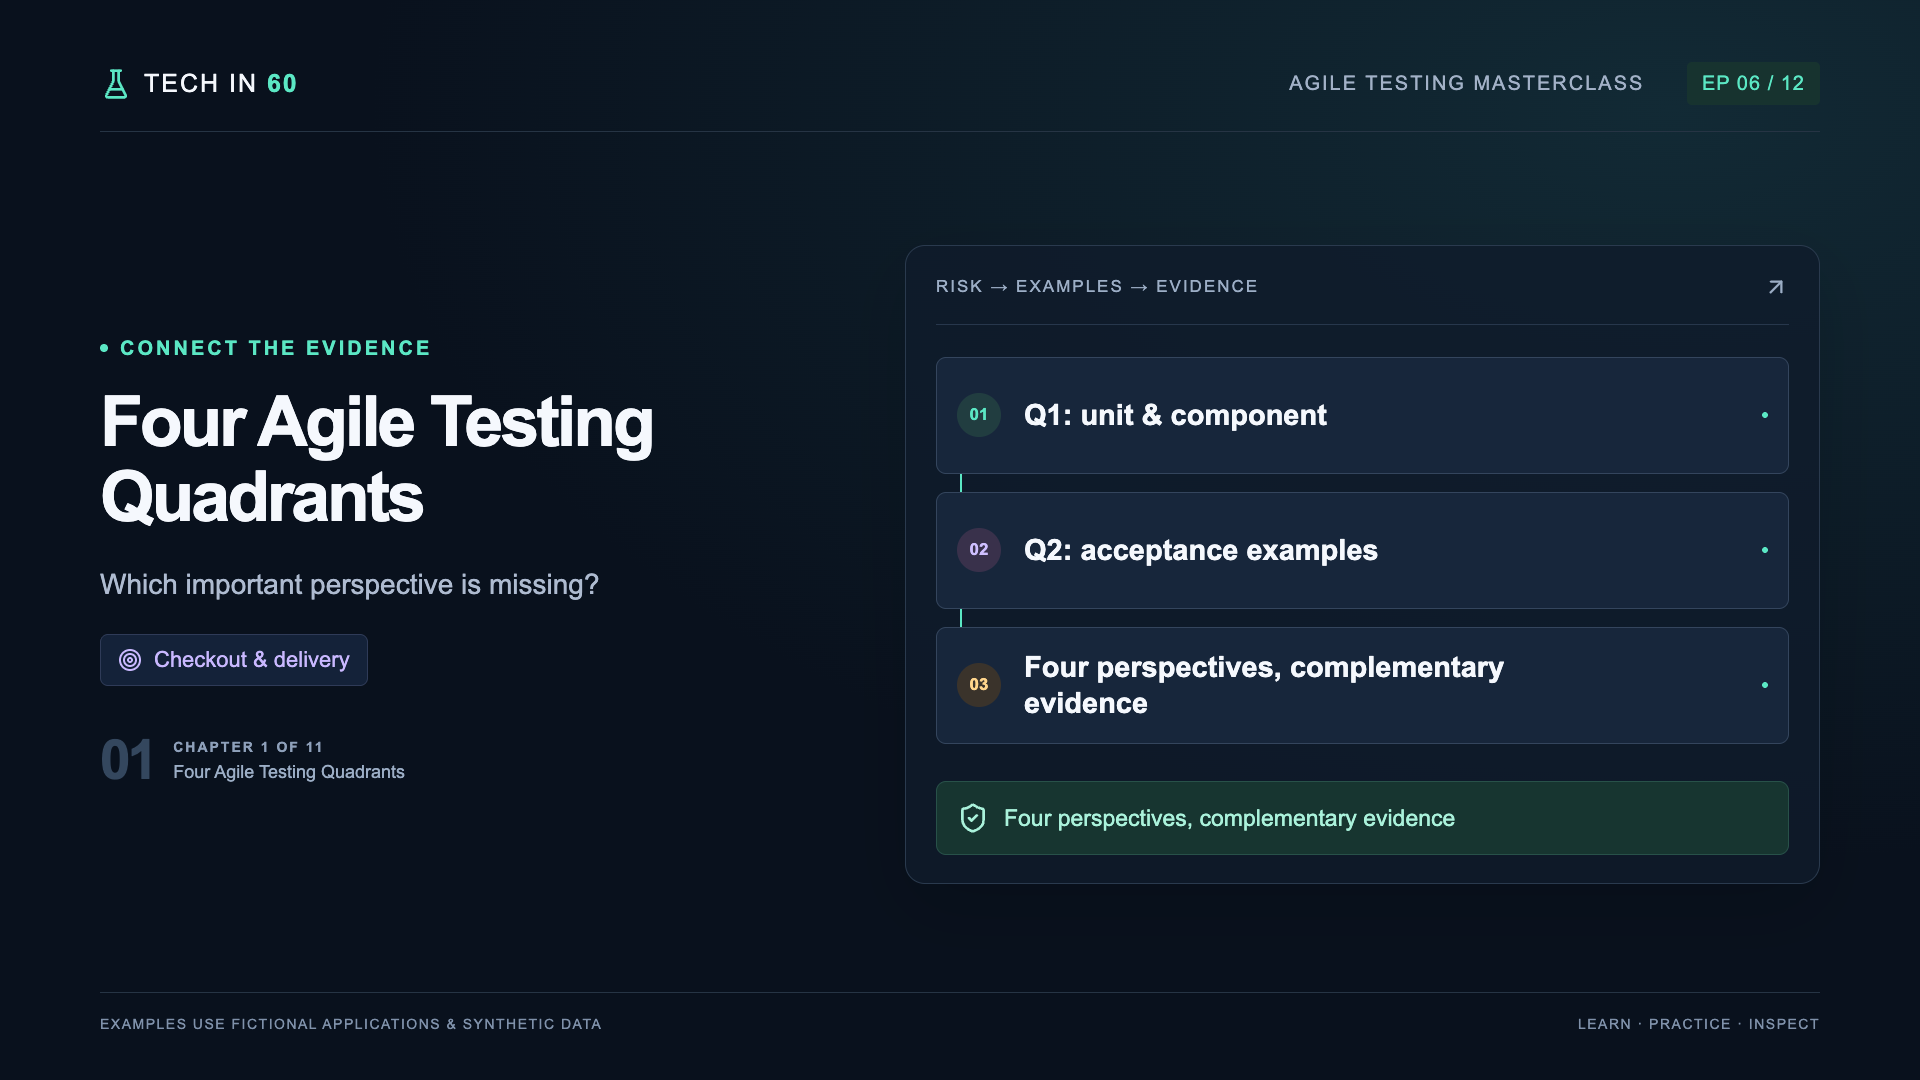 TECH IN 60
AGILE TESTING MASTERCLASS
EP 06 / 12
• CONNECT THE EVIDENCE
Four Agile Testing
Quadrants
Which important perspective is missing?
Checkout & delivery
01
CHAPTER 1 OF 11
Four Agile Testing Quadrants
RISK → EXAMPLES → EVIDENCE
01
Q1: unit & component
02
Q2: acceptance examples
03
Four perspectives, complementary
evidence
Four perspectives, complementary evidence
EXAMPLES USE FICTIONAL APPLICATIONS & SYNTHETIC DATA
LEARN · PRACTICE · INSPECT